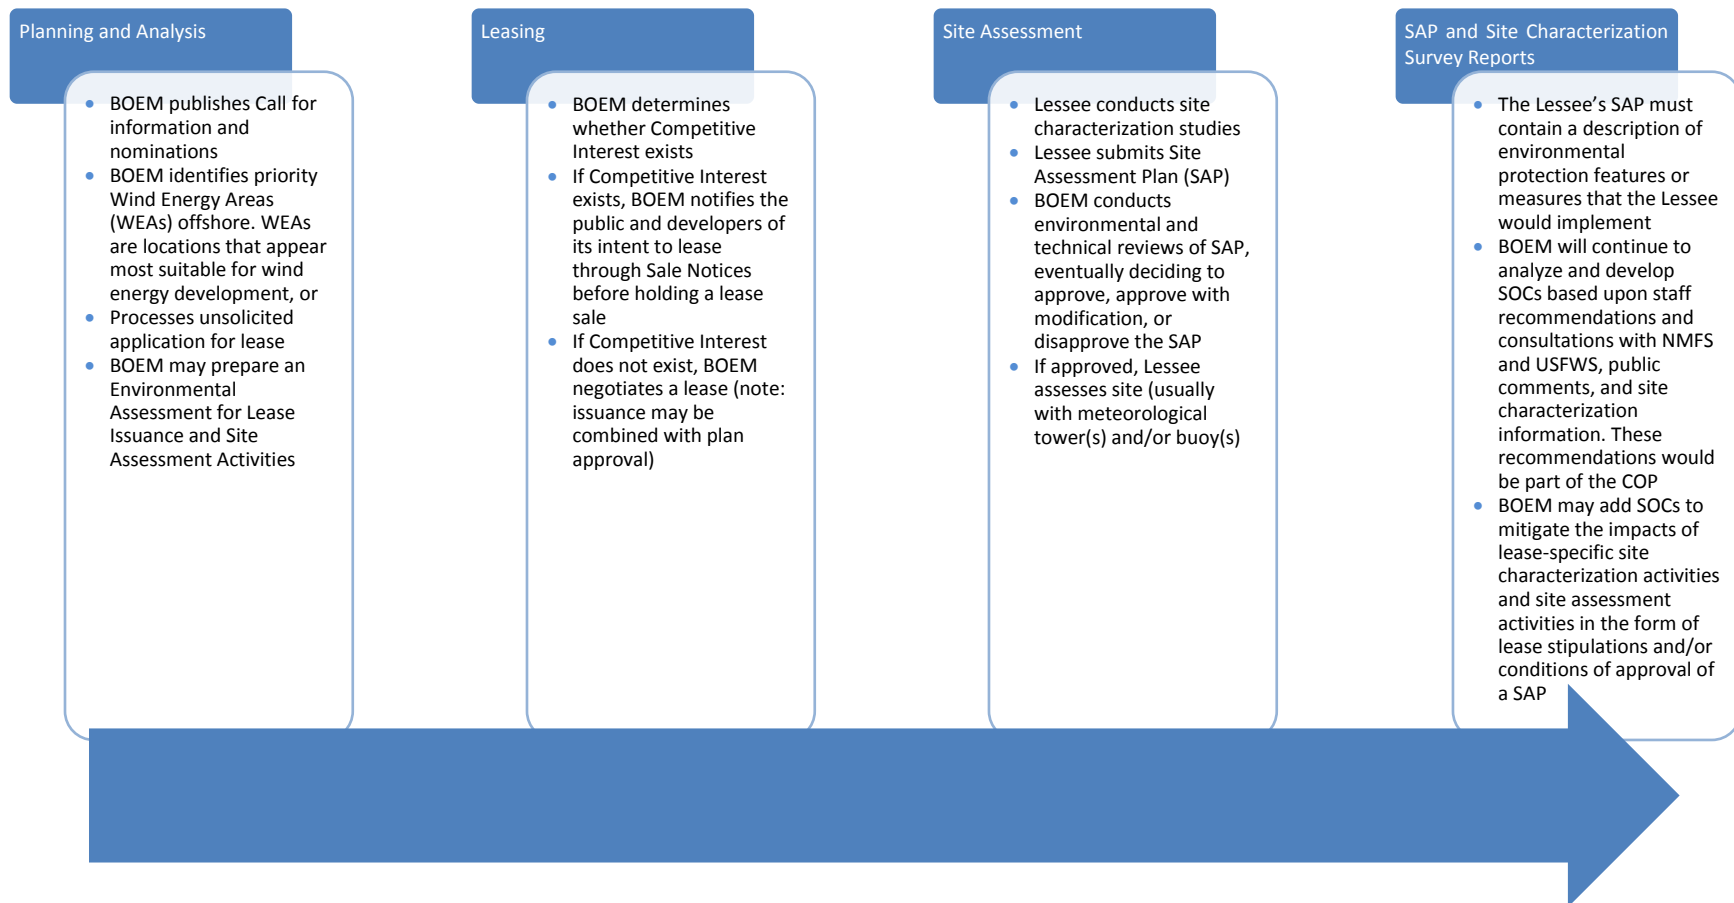 Planning and Analysis
• BOEM publishes Call for
information and
nominations
• BOEM identifies priority
Wind Energy Areas
(WEAs) offshore. WEAs
are locations that appear
most suitable for wind
energy development, or
• Processes unsolicited
application for lease
• BOEM may prepare an
Environmental
Assessment for Lease
Issuance and Site
Assessment Activities
Leasing
• BOEM determines
whether Competitive
Interest exists
• If Competitive Interest
exists, BOEM notifies the
public and developers of
its intent to lease
through Sale Notices
before holding a lease
sale
• If Competitive Interest
does not exist, BOEM
negotiates a lease (note:
issuance may be
combined with plan
approval)
Site Assessment
• Lessee conducts site
characterization studies
• Lessee submits Site
Assessment Plan (SAP)
• BOEM conducts
environmental and
technical reviews of SAP,
eventually deciding to
approve, approve with
modification, or
disapprove the SAP
• If approved, Lessee
assesses site (usually
with meteorological
tower(s) and/or buoy(s)
SAP and Site Characterization
Survey Reports
• The Lessee’s SAP must
contain a description of
environmental
protection features or
measures that the Lessee
would implement
• BOEM will continue to
analyze and develop
SOCs based upon staff
recommendations and
consultations with NMFS
and USFWS, public
comments, and site
characterization
information. These
recommendations would
be part of the COP
• BOEM may add SOCs to
mitigate the impacts of
lease-specific site
characterization activities
and site assessment
activities in the form of
lease stipulations and/or
conditions of approval of
a SAP